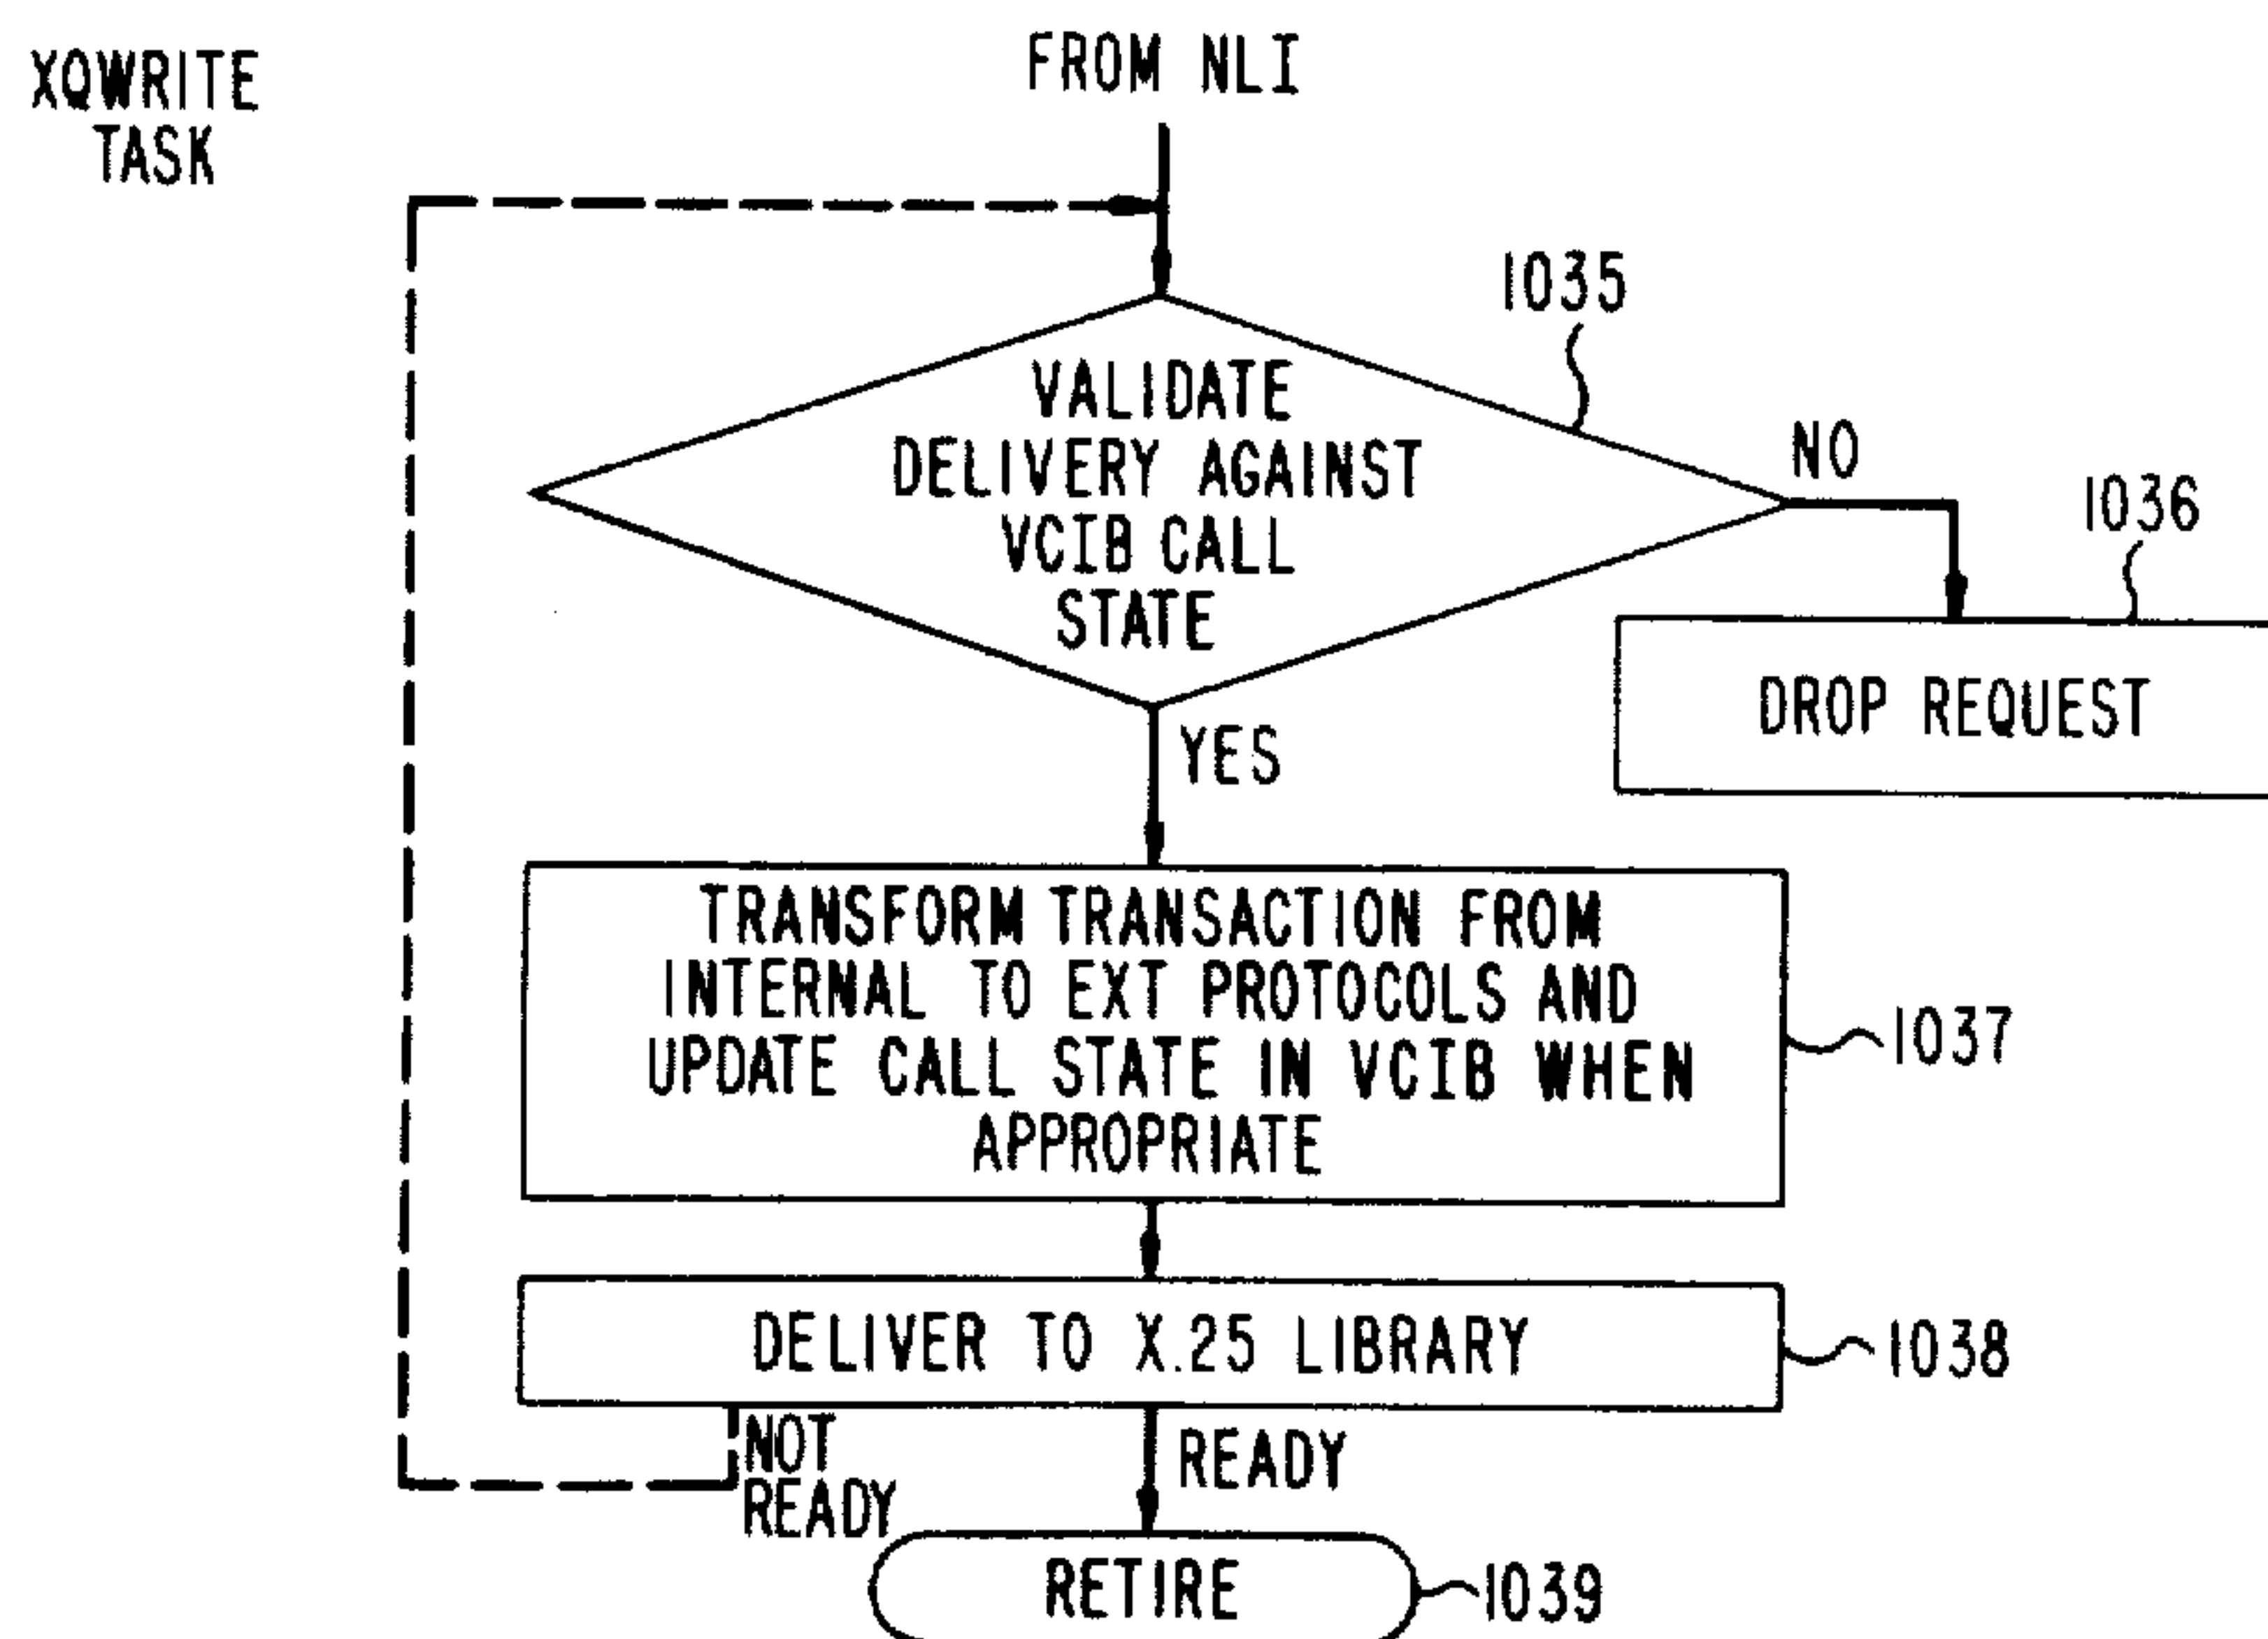 XQWRITE
TASK
FROM NLI
1035
VALIDATE
DELIVERY AGAINST
VCIB CALL
STATE
NO
1036
DROP REQUEST
YES
TRANSFORM TRANSACTION FROM
INTERNAL TO EXT PROTOCOLS AND
UPDATE CALL STATE IN VCIB WHEN
APPROPRIATE
1037
DELIVER TO X.25 LIBRARY
1038
NOT
READY
READY
RETIRE
1039